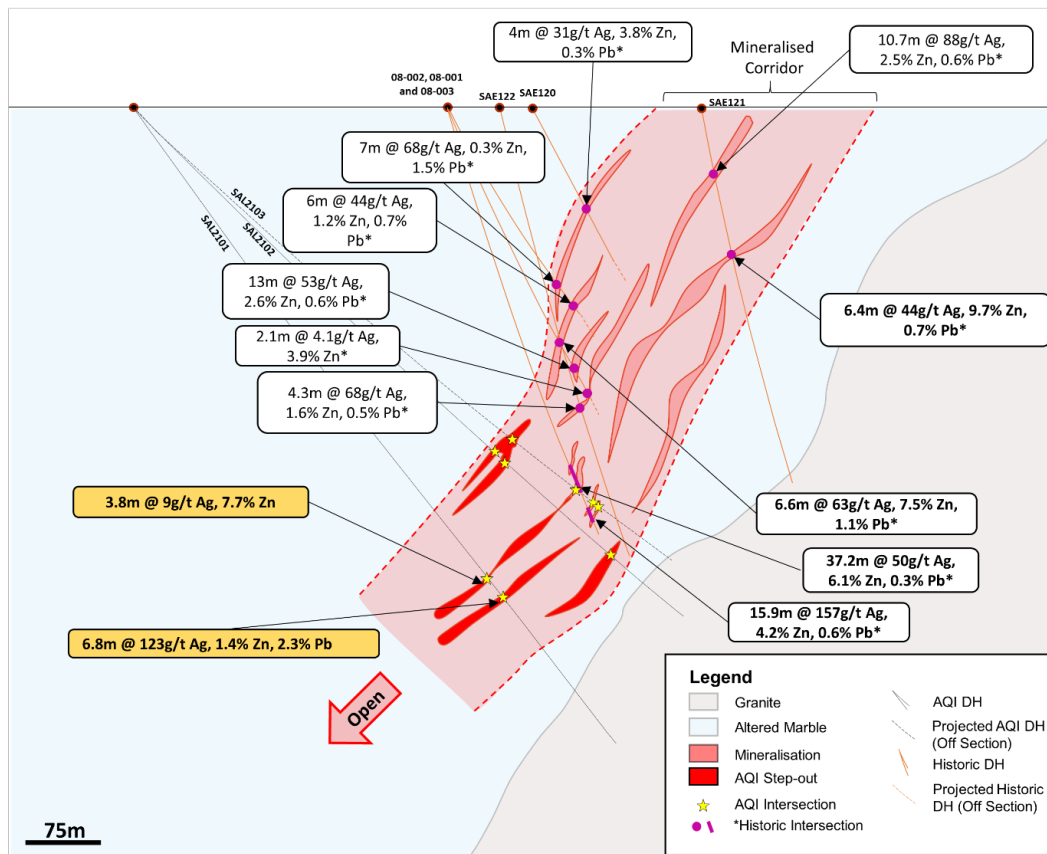 4m @ 31g/t Ag, 3.8% Zn,
0.3% Pb*
Mineralised
Corridor
10.7m @ 88g/t Ag,
2.5% Zn, 0.6% Pb*
08-002, 08-001
and 08-003
SAE122
SAE120
SAE121
7m @ 68g/t Ag, 0.3% Zn,
1.5% Pb*
6m @ 44g/t Ag,
1.2% Zn, 0.7%
Pb*
SAL2103
SAL2102
SAL2101
13m @ 53g/t Ag,
2.6% Zn, 0.6% Pb*
2.1m @ 4.1g/t Ag,
3.9% Zn*
4.3m @ 68g/t Ag,
1.6% Zn, 0.5% Pb*
6.4m @ 44g/t Ag, 9.7% Zn,
0.7% Pb*
3.8m @ 9g/t Ag, 7.7% Zn
6.6m @ 63g/t Ag, 7.5% Zn,
1.1% Pb*
37.2m @ 50g/t Ag,
6.1% Zn, 0.3% Pb*
15.9m @ 157g/t Ag,
4.2% Zn, 0.6% Pb*
6.8m @ 123g/t Ag, 1.4% Zn, 2.3% Pb
Open
75m
Legend
Granite
Altered Marble
Mineralisation
AQI Step-out
AQI Intersection
*Historic Intersection
AQI DH
Projected AQI DH
(Off Section)
Historic DH
Projected Historic
DH (Off Section)